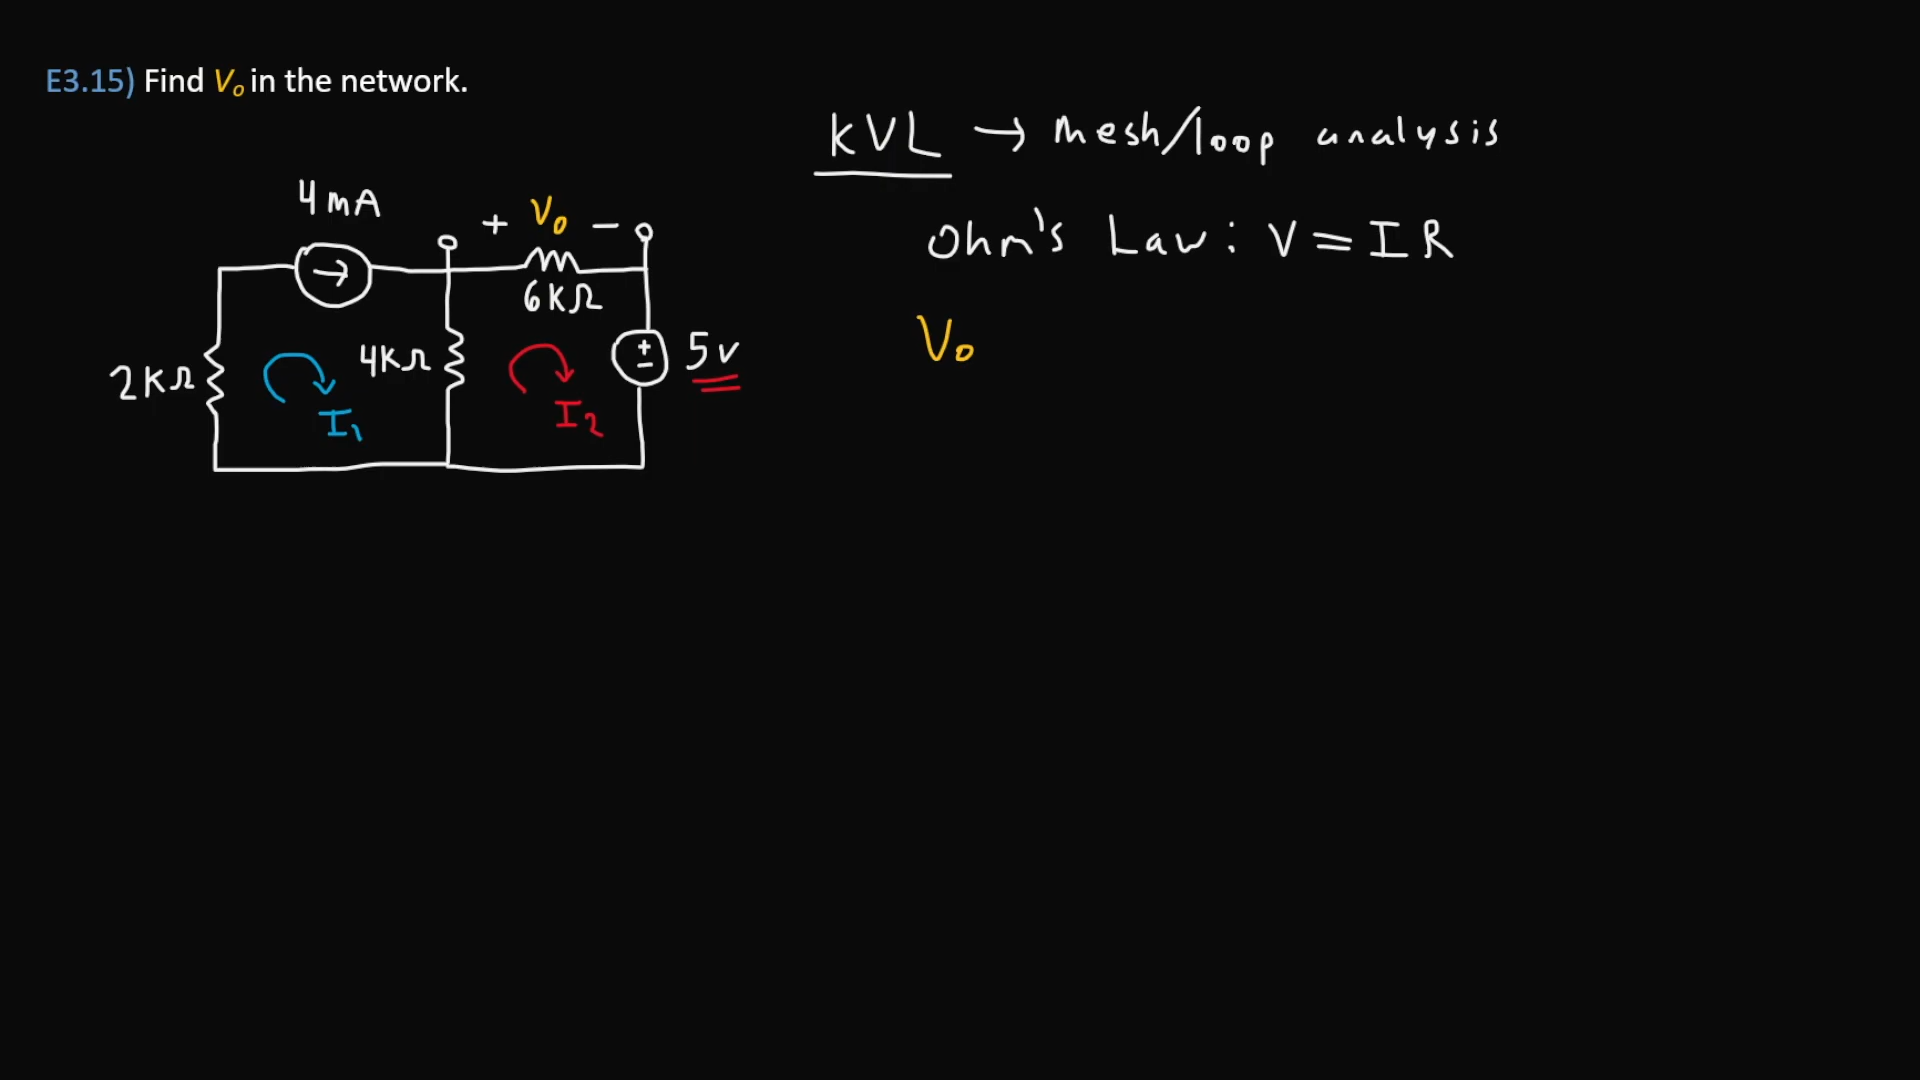 E3.15) Find Vo in the network.
KVL → Mesh/loop analysis
4mA
+ Vo −
Ohm's Law: V = IR
6KΩ
Vo
4KΩ
+
−
5v
2KΩ
I1
I2